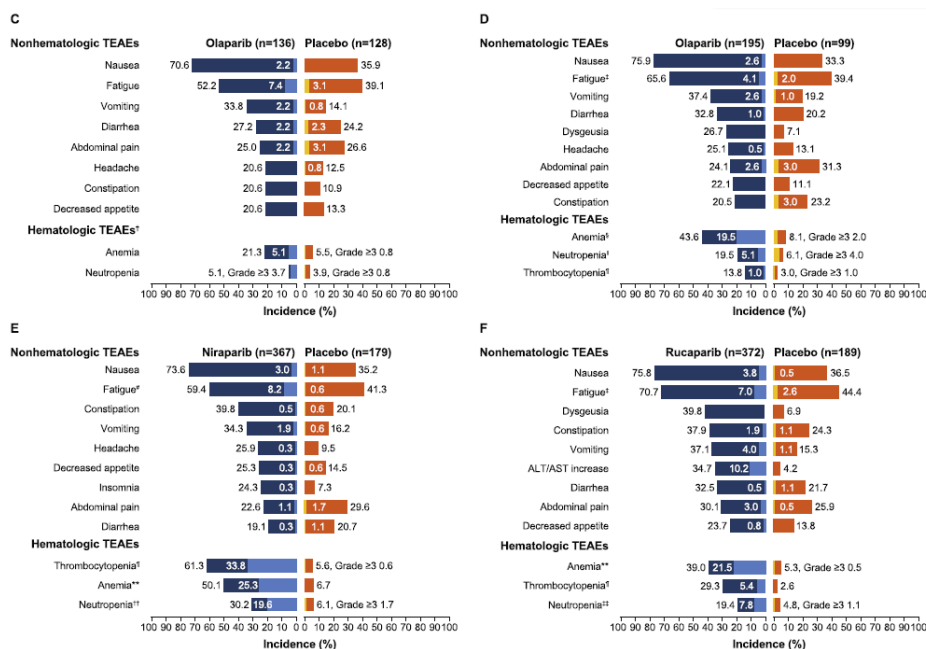 C
Nonhematologic TEAEs Olaparib (n=136) Placebo (n=128)
Nausea 70.6 2.2 35.9
Fatigue 52.2 7.4 3.1 39.1
Vomiting 33.8 2.2 0.8 14.1
Diarrhea 27.2 2.2 2.3 24.2
Abdominal pain 25.0 2.2 3.1 26.6
Headache 20.6 0.8 12.5
Constipation 20.6 10.9
Decreased appetite 20.6 13.3
Hematologic TEAEs†
Anemia 21.3 5.1 5.5, Grade ≥3 0.8
Neutropenia 5.1, Grade ≥3 3.7 3.9, Grade ≥3 0.8
100 90 80 70 60 50 40 30 20 10 0 0 10 20 30 40 50 60 70 80 90 100
Incidence (%)
D
Nonhematologic TEAEs Olaparib (n=195) Placebo (n=99)
Nausea 75.9 2.6 33.3
Fatigue‡ 65.6 4.1 2.0 39.4
Vomiting 37.4 2.6 1.0 19.2
Diarrhea 32.8 1.0 20.2
Dysgeusia 26.7 7.1
Headache 25.1 0.5 13.1
Abdominal pain 24.1 2.6 3.0 31.3
Decreased appetite 22.1 11.1
Constipation 20.5 3.0 23.2
Hematologic TEAEs
Anemia§ 43.6 19.5 8.1, Grade ≥3 2.0
Neutropenia 19.5 5.1 6.1, Grade ≥3 4.0
Thrombocytopenia¶ 13.8 1.0 3.0, Grade ≥3 1.0
100 90 80 70 60 50 40 30 20 10 0 0 10 20 30 40 50 60 70 80 90 100
Incidence (%)
E
Nonhematologic TEAEs Niraparib (n=367) Placebo (n=179)
Nausea 73.6 3.0 1.1 35.2
Fatigue# 59.4 8.2 0.6 41.3
Constipation 39.8 0.5 0.6 20.1
Vomiting 34.3 1.9 0.6 16.2
Headache 25.9 0.3 9.5
Decreased appetite 25.3 0.3 0.6 14.5
Insomnia 24.3 0.3 7.3
Abdominal pain 22.6 1.1 1.7 29.6
Diarrhea 19.1 0.3 1.1 20.7
Hematologic TEAEs
Thrombocytopenia¶ 61.3 33.8 5.6, Grade ≥3 0.6
Anemia** 50.1 25.3 6.7
Neutropenia†† 30.2 19.6 6.1, Grade ≥3 1.7
100 90 80 70 60 50 40 30 20 10 0 0 10 20 30 40 50 60 70 80 90 100
Incidence (%)
F
Nonhematologic TEAEs Rucaparib (n=372) Placebo (n=189)
Nausea 75.8 3.8 0.5 36.5
Fatigue‡ 70.7 7.0 2.6 44.4
Dysgeusia 39.8 6.9
Constipation 37.9 1.9 1.1 24.3
Vomiting 37.1 4.0 1.1 15.3
ALT/AST increase 34.7 10.2 4.2
Diarrhea 32.5 0.5 1.1 21.7
Abdominal pain 30.1 3.0 0.5 25.9
Decreased appetite 23.7 0.8 13.8
Hematologic TEAEs
Anemia** 39.0 21.5 5.3, Grade ≥3 0.5
Thrombocytopenia¶ 29.3 5.4 2.6
Neutropenia‡‡ 19.4 7.8 4.8, Grade ≥3 1.1
100 90 80 70 60 50 40 30 20 10 0 0 10 20 30 40 50 60 70 80 90 100
Incidence (%)